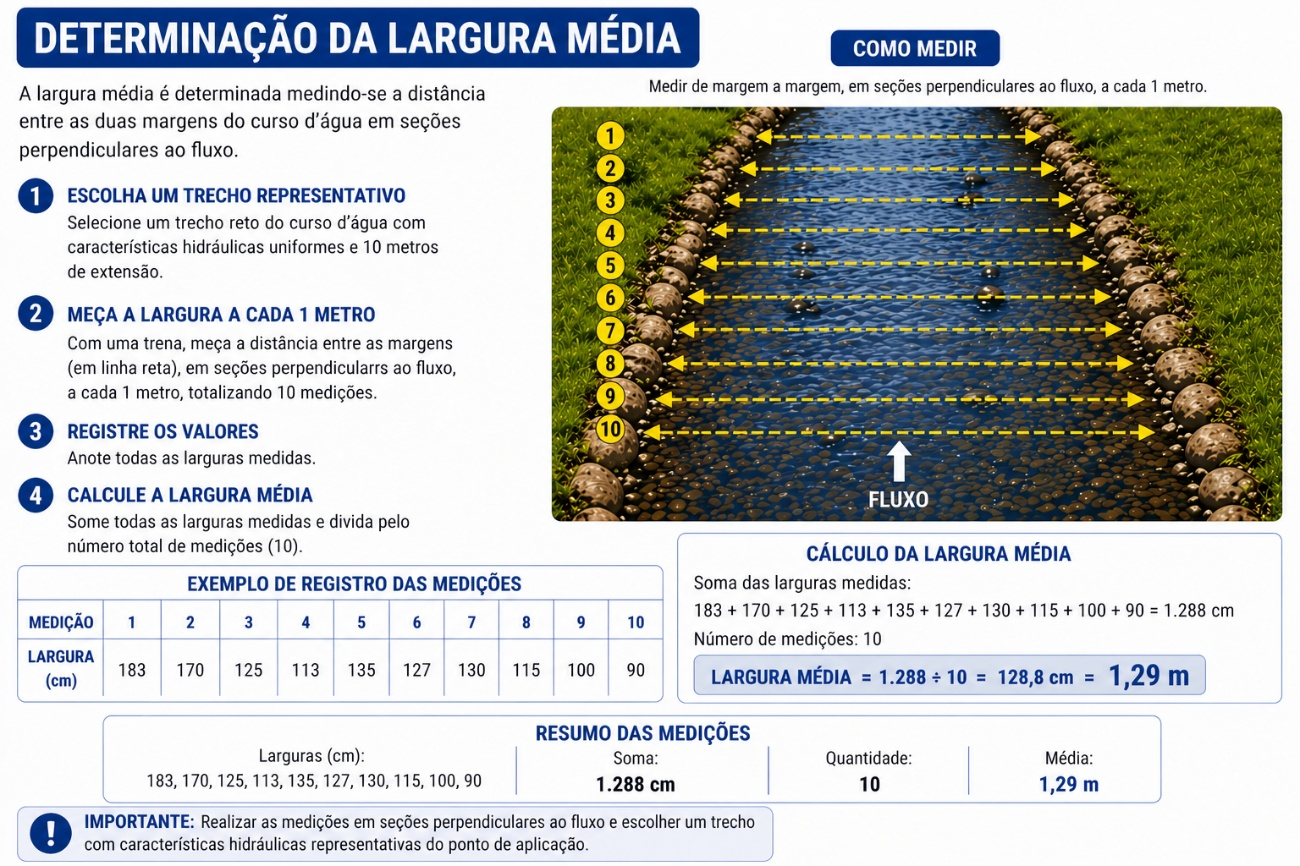 DETERMINAÇÃO DA LARGURA MÉDIA
A largura média é determinada medindo-se a distância
entre as duas margens do curso d'água em seções
perpendiculares ao fluxo.
1 ESCOLHA UM TRECHO REPRESENTATIVO
Selecione um trecho reto do curso d'água com
características hidráulicas uniformes e 10 metros
de extensão.
2 MEÇA A LARGURA A CADA 1 METRO
Com uma trena, meça a distância entre as margens
(em linha reta), em seções perpendicularrs ao fluxo,
a cada 1 metro, totalizando 10 medições.
3 REGISTRE OS VALORES
Anote todas as larguras medidas.
4 CALCULE A LARGURA MÉDIA
Some todas as larguras medidas e divida pelo
número total de medições (10).
COMO MEDIR
Medir de margem a margem, em seções perpendiculares ao fluxo, a cada 1 metro.
1
2
3
4
5
6
7
8
9
10
FLUXO
EXEMPLO DE REGISTRO DAS MEDIÇÕES
MEDIÇÃO 1 2 3 4 5 6 7 8 9 10
LARGURA
(cm) 183 170 125 113 135 127 130 115 100 90
CÁLCULO DA LARGURA MÉDIA
Soma das larguras medidas:
183 + 170 + 125 + 113 + 135 + 127 + 130 + 115 + 100 + 90 = 1.288 cm
Número de medições: 10
LARGURA MÉDIA = 1.288 ÷ 10 = 128,8 cm = 1,29 m
RESUMO DAS MEDIÇÕES
Larguras (cm):
183, 170, 125, 113, 135, 127, 130, 115, 100, 90
Soma:
1.288 cm
Quantidade:
10
Média:
1,29 m
! IMPORTANTE: Realizar as medições em seções perpendiculares ao fluxo e escolher um trecho
com características hidráulicas representativas do ponto de aplicação.